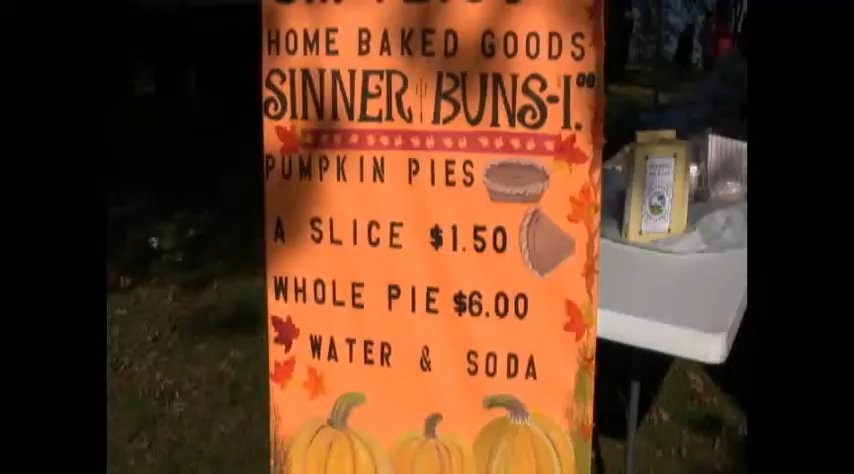 HOME BAKED GOODS
SINNER BUNS-1.00
PUMPKIN PIES
A SLICE $1.50
WHOLE PIE $6.00
WATER & SODA